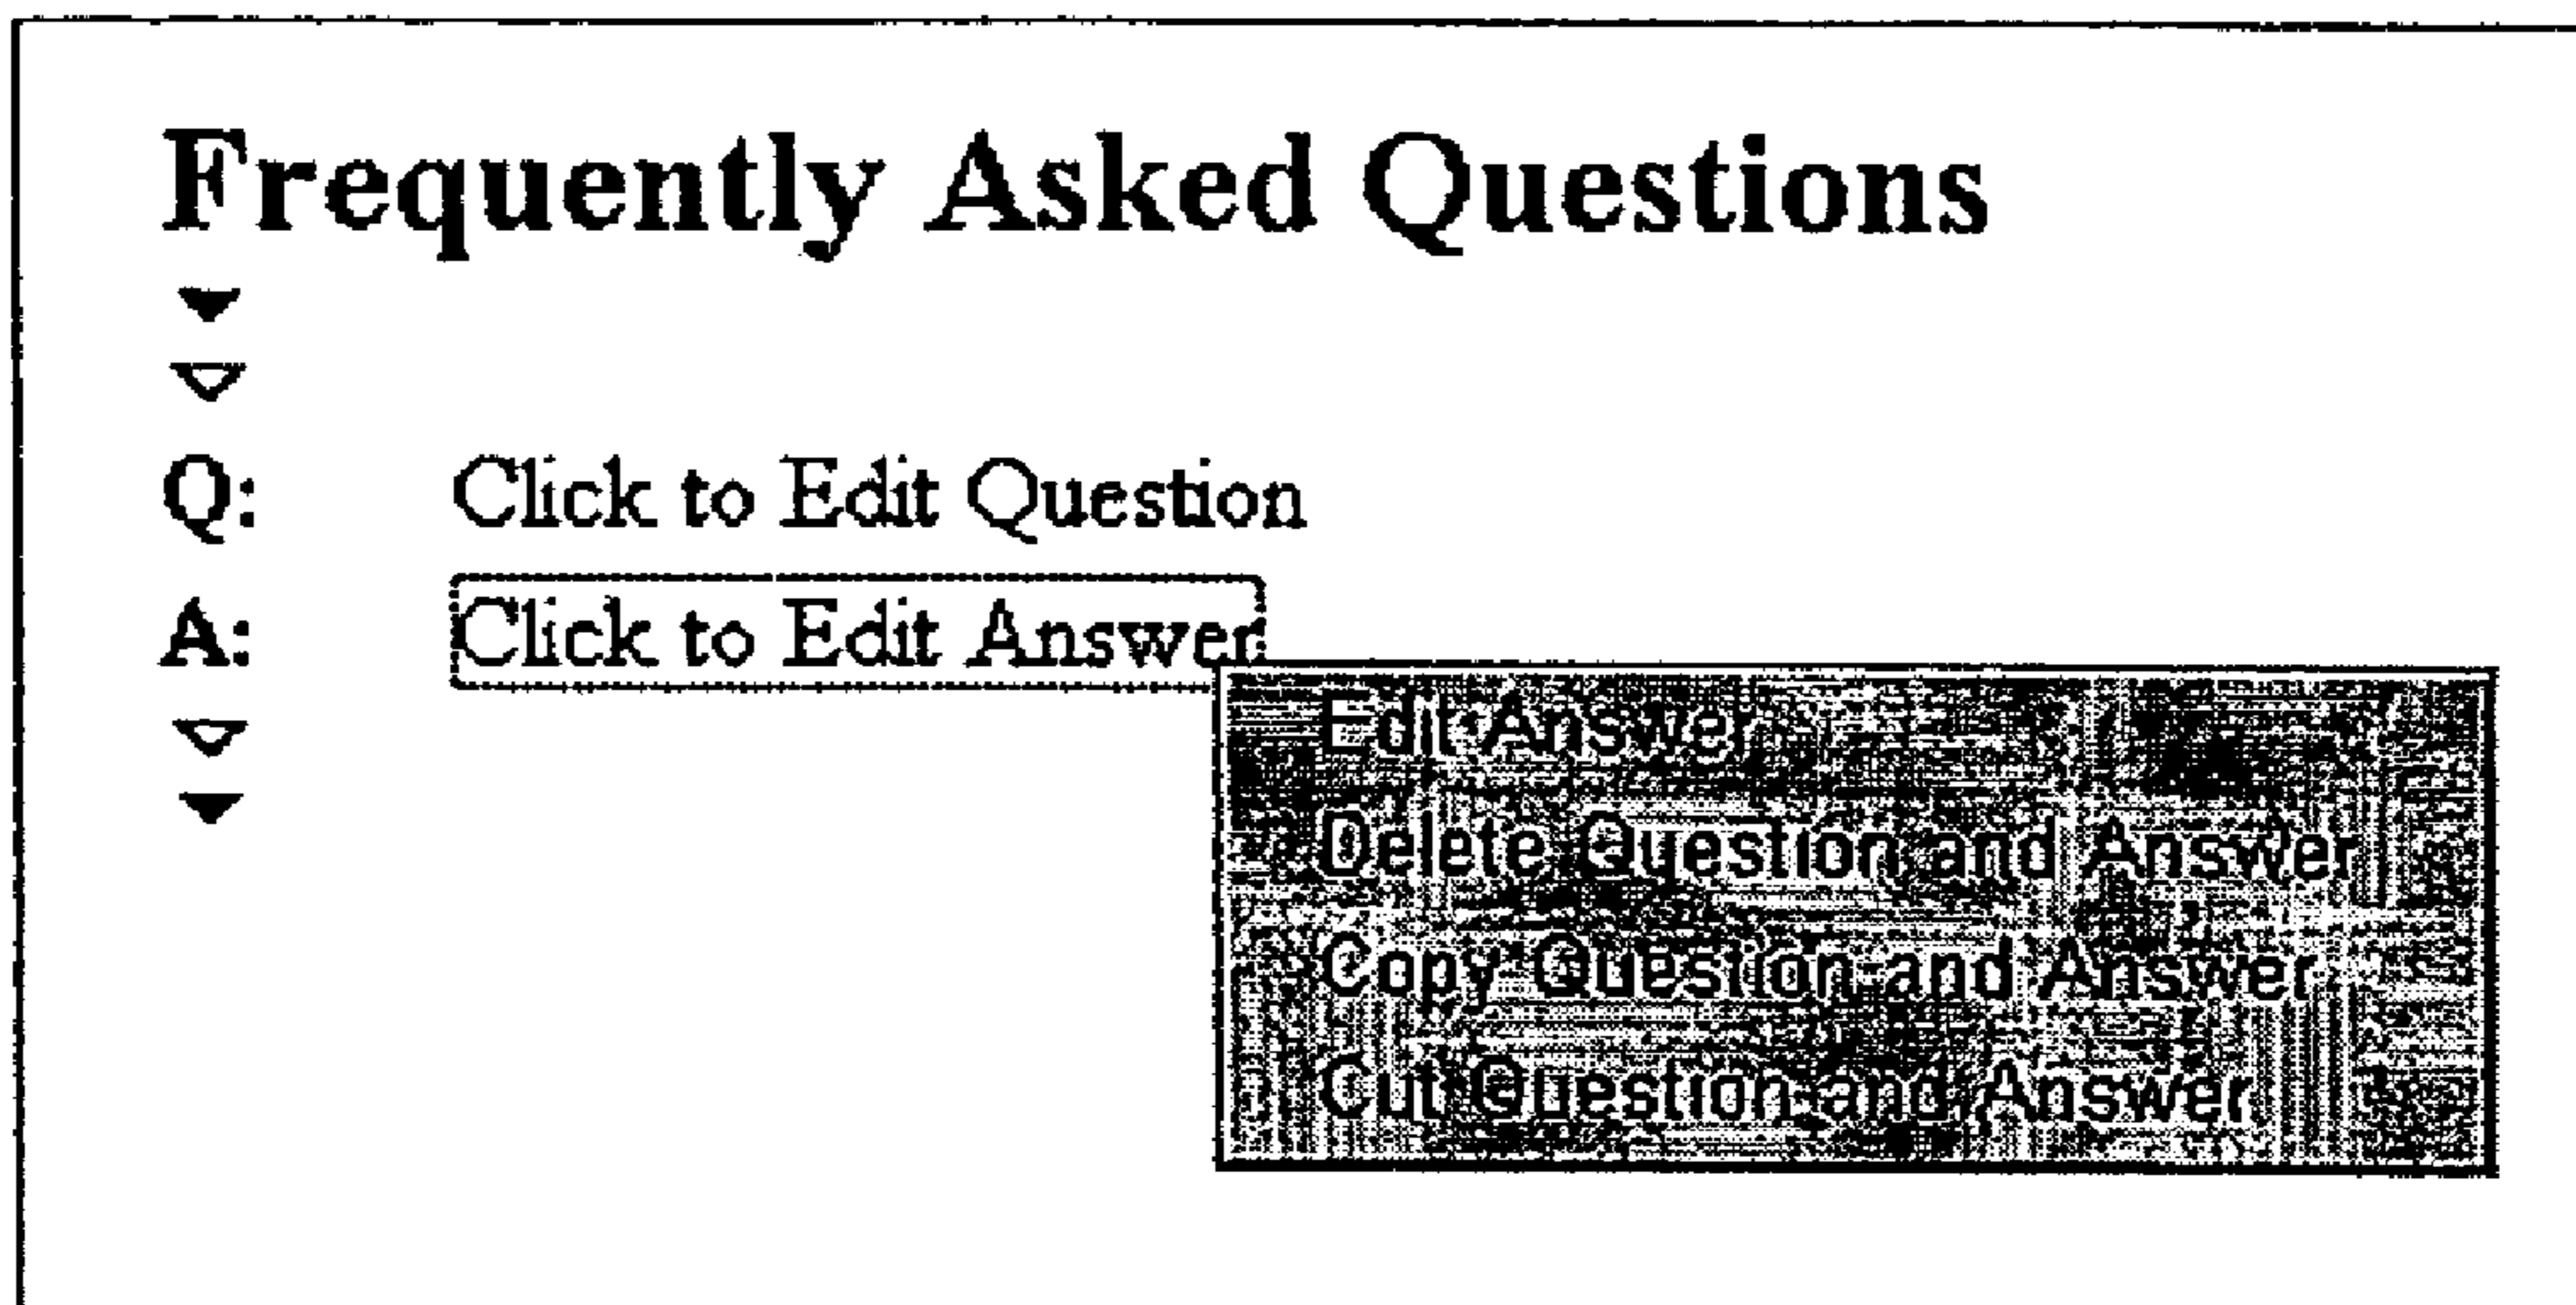 Frequently Asked Questions
Q: Click to Edit Question
A: Click to Edit Answer
Edit Answer
Delete Question and Answer
Copy Question and Answer
Cut Question and Answer